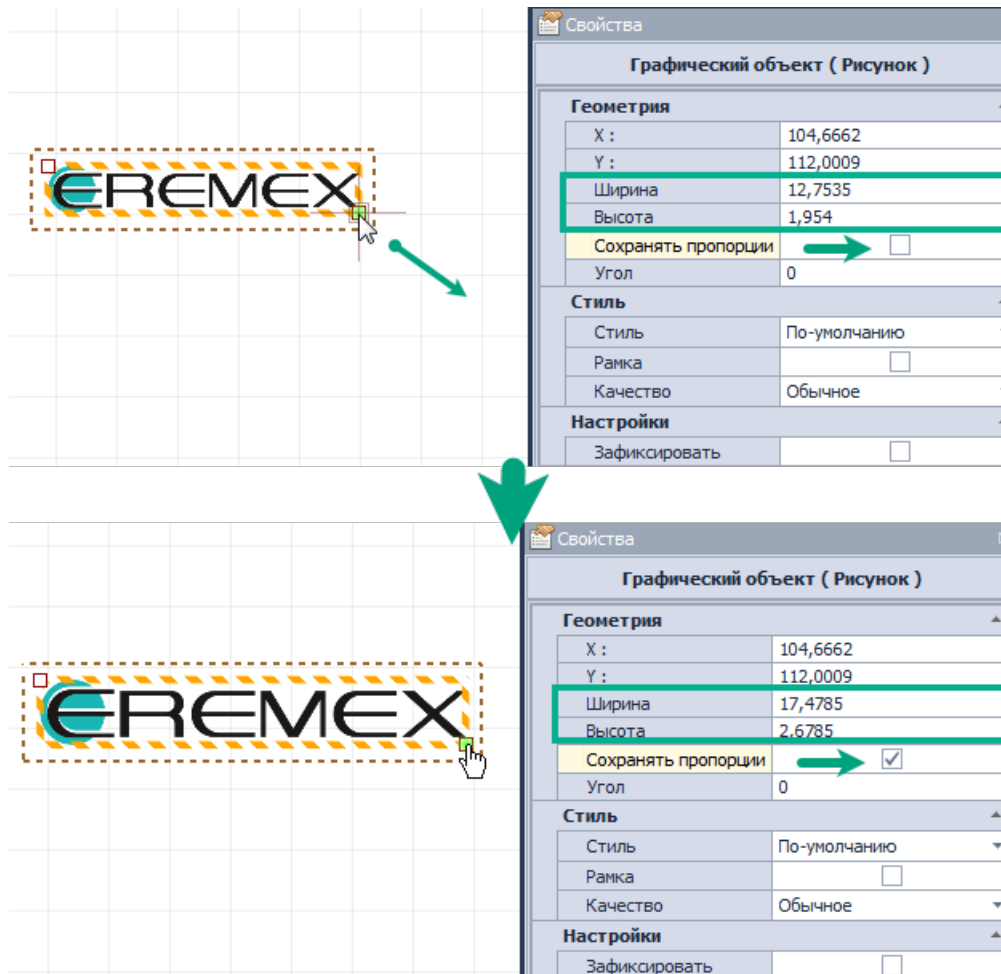 Свойства
Графический объект ( Рисунок )
Геометрия
X : 104,6662
Y : 112,0009
Ширина 12,7535
Высота 1,954
Сохранять пропорции
Угол 0
Стиль
Стиль По-умолчанию
Рамка
Качество Обычное
Настройки
Зафиксировать
EREMEX
Свойства
Графический объект ( Рисунок )
Геометрия
X : 104,6662
Y : 112,0009
Ширина 17,4785
Высота 2,6785
Сохранять пропорции
Угол 0
Стиль
Стиль По-умолчанию
Рамка
Качество Обычное
Настройки
Зафиксировать
EREMEX